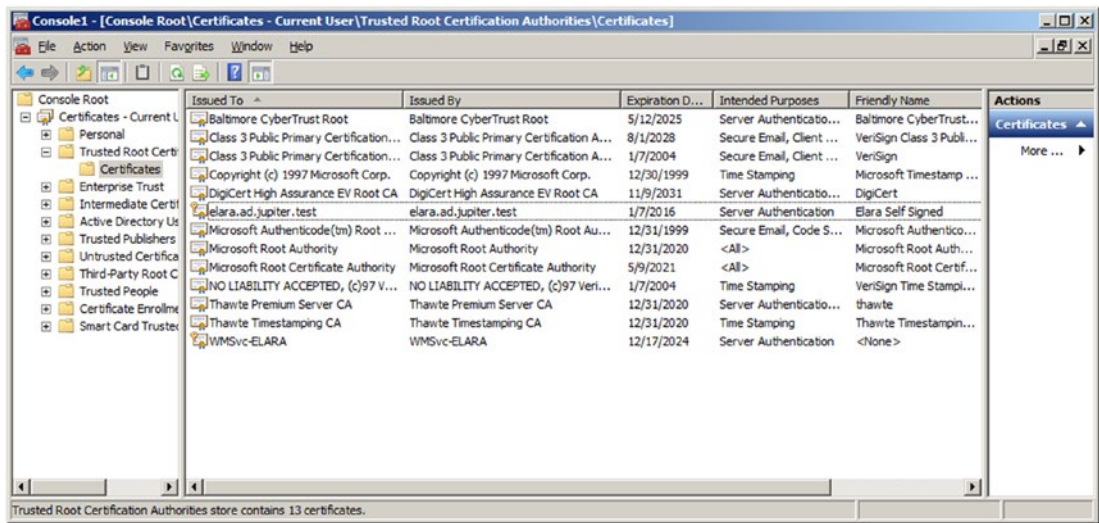 Console1 - [Console Root\Certificates - Current User\Trusted Root Certification Authorities\Certificates]
File Action View Favorites Window Help
Console Root
Certificates - Current U
Personal
Trusted Root Certi
Certificates
Enterprise Trust
Intermediate Certif
Active Directory Us
Trusted Publishers
Untrusted Certifica
Third-Party Root C
Trusted People
Certificate Enrollme
Smart Card Trusted
Issued To Issued By Expiration D... Intended Purposes Friendly Name
Baltimore CyberTrust Root Baltimore CyberTrust Root 5/12/2025 Server Authenticatio... Baltimore CyberTrust...
Class 3 Public Primary Certification... Class 3 Public Primary Certification A... 8/1/2028 Secure Email, Client ... VeriSign Class 3 Publi...
Class 3 Public Primary Certification... Class 3 Public Primary Certification A... 1/7/2004 Secure Email, Client ... VeriSign
Copyright (c) 1997 Microsoft Corp. Copyright (c) 1997 Microsoft Corp. 12/30/1999 Time Stamping Microsoft Timestamp ...
DigiCert High Assurance EV Root CA DigiCert High Assurance EV Root CA 11/9/2031 Server Authenticatio... DigiCert
elara.ad.jupiter.test elara.ad.jupiter.test 1/7/2016 Server Authentication Elara Self Signed
Microsoft Authenticode(tm) Root ... Microsoft Authenticode(tm) Root Au... 12/31/1999 Secure Email, Code S... Microsoft Authentico...
Microsoft Root Authority Microsoft Root Authority 12/31/2020 <All> Microsoft Root Auth...
Microsoft Root Certificate Authority Microsoft Root Certificate Authority 5/9/2021 <All> Microsoft Root Certif...
NO LIABILITY ACCEPTED, (c)97 V... NO LIABILITY ACCEPTED, (c)97 Veri... 1/7/2004 Time Stamping VeriSign Time Stampi...
Thawte Premium Server CA Thawte Premium Server CA 12/31/2020 Server Authenticatio... thawte
Thawte Timestamping CA Thawte Timestamping CA 12/31/2020 Time Stamping Thawte Timestampin...
WMSvc-ELARA WMSvc-ELARA 12/17/2024 Server Authentication <None>
Actions
Certificates
More ...
Trusted Root Certification Authorities store contains 13 certificates.